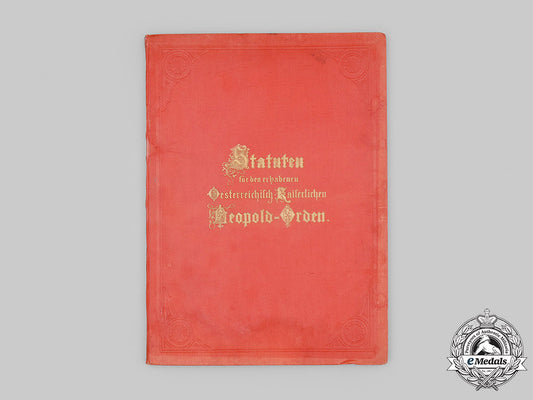 Statuten
für den erhabenen
Oesterreichisch-Kaiserlichen
Leopold-Orden.
eMedals